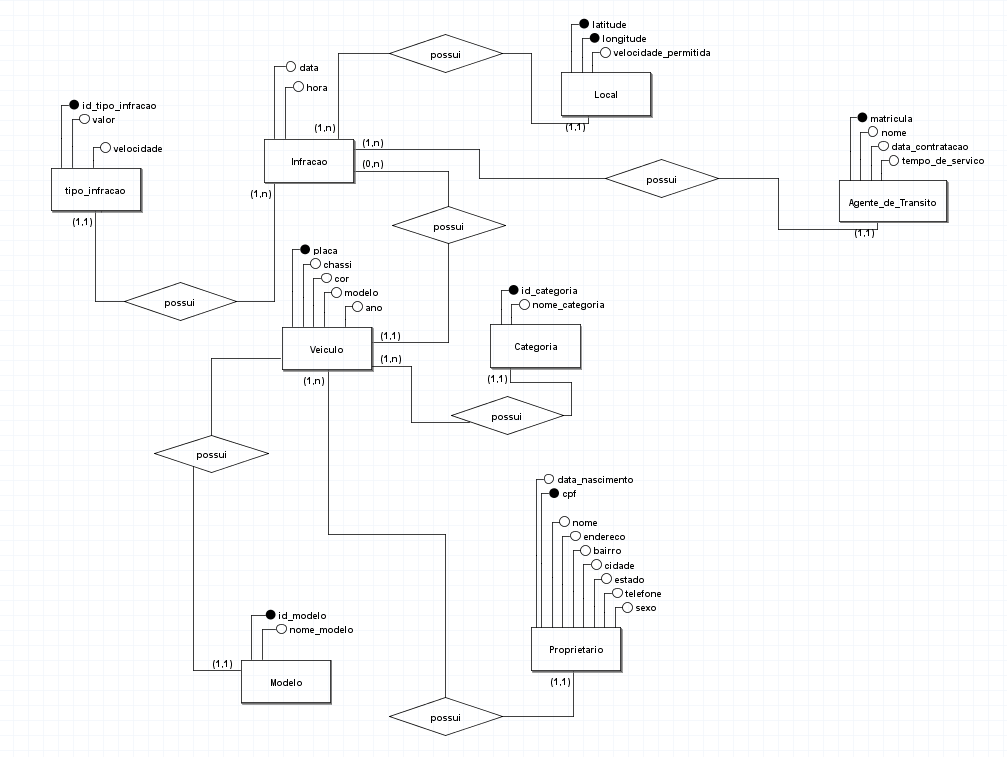 latitude
longitude
velocidade_permitida
possui
Local
(1,1)
data
hora
(1,n)
Infracao
(1,n)
(0,n)
(1,n)
id_tipo_infracao
valor
velocidade
tipo_infracao
(1,1)
matricula
nome
data_contratacao
tempo_de_servico
possui
Agente_de_Transito
(1,1)
possui
possui
placa
chassi
cor
modelo
ano
Veiculo
(1,1)
(1,n)
(1,n)
id_categoria
nome_categoria
Categoria
(1,1)
possui
possui
data_nascimento
cpf
nome
endereco
bairro
cidade
estado
telefone
sexo
Proprietario
(1,1)
id_modelo
nome_modelo
(1,1)
Modelo
possui